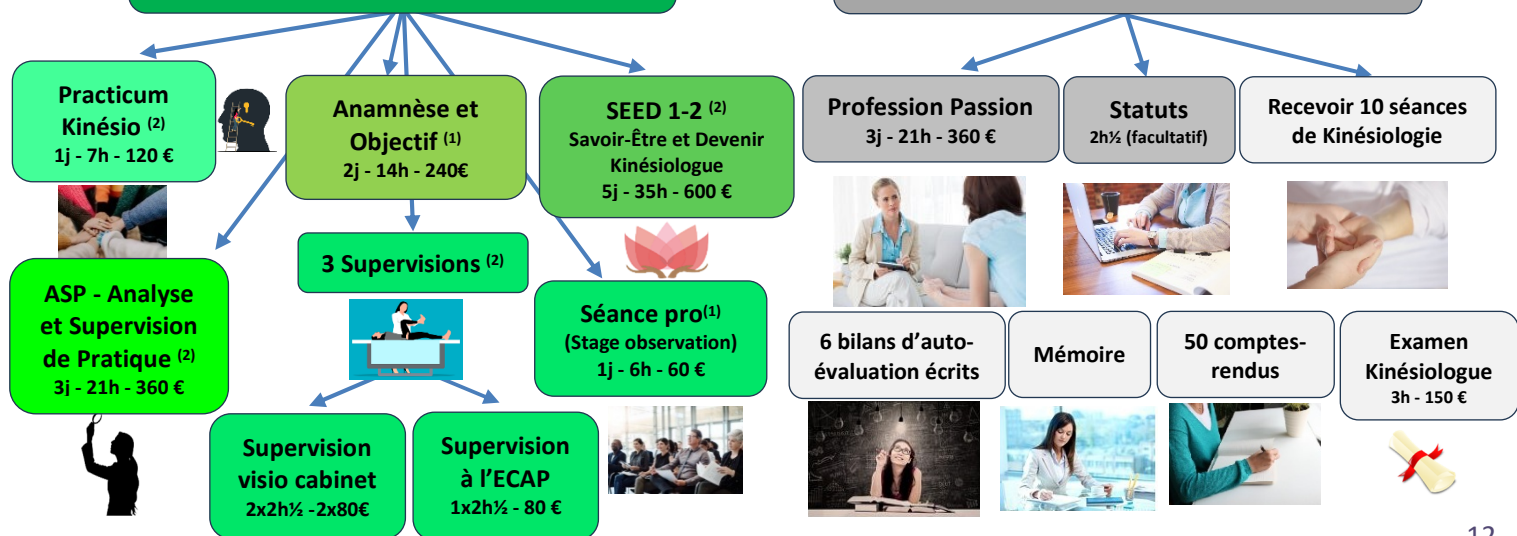 Practicum
Kinésio (2)
1j - 7h - 120 €
Anamnèse et
Objectif (1)
2j - 14h - 240€
SEED 1-2 (2)
Savoir-Être et Devenir
Kinésiologue
5j - 35h - 600 €
Profession Passion
3j - 21h - 360 €
Statuts
2h½ (facultatif)
Recevoir 10 séances
de Kinésiologie
ASP - Analyse
et Supervision
de Pratique (2)
3j - 21h - 360 €
3 Supervisions (2)
Séance pro(1)
(Stage observation)
1j - 6h - 60 €
6 bilans d'auto-
évaluation écrits
Mémoire
50 comptes-
rendus
Examen
Kinésiologue
3h - 150 €
Supervision
visio cabinet
2x2h½ -2x80€
Supervision
à l'ECAP
1x2h½ - 80 €
12